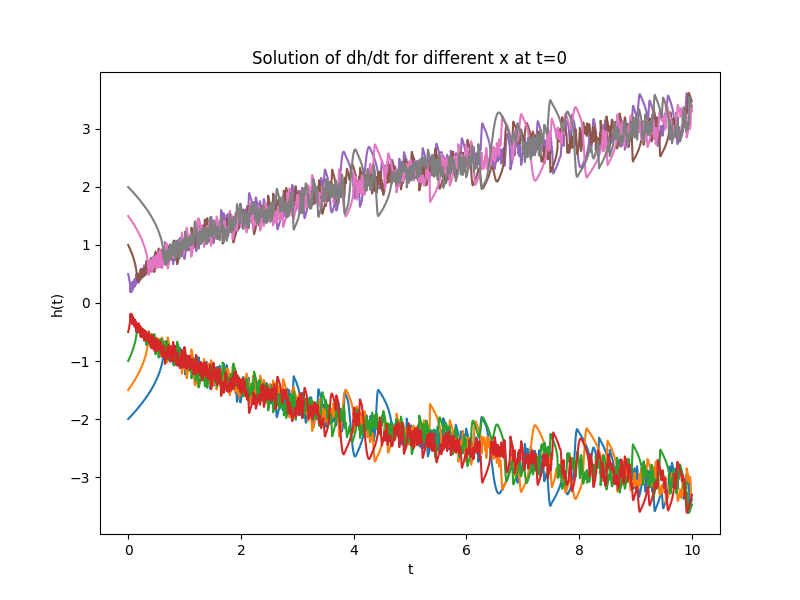 Solution of dh/dt for different x at t=0
h(t)
3
2
1
0
−1
−2
−3
0 2 4 6 8 10
t